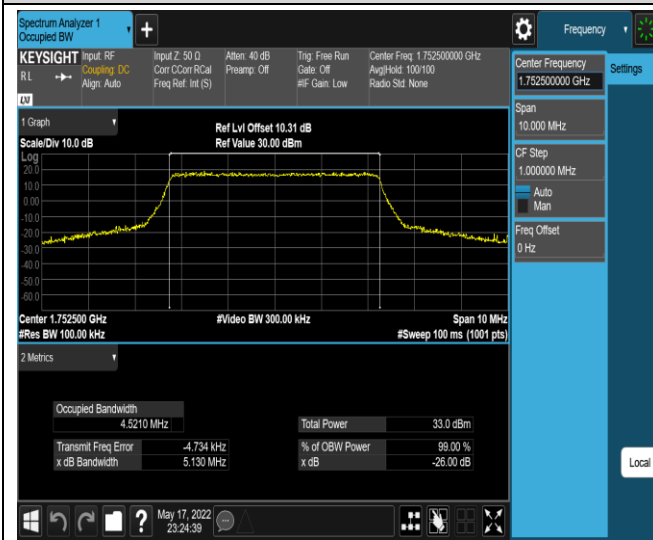 Spectrum Analyzer 1
Occupied BW
+
Frequency
KEYSIGHT
RL
LXI
Input: RF
Coupling: DC
Align: Auto
Input Z: 50 Ω
Corr CCorr RCal
Freq Ref: Int (S)
Atten: 40 dB
Preamp: Off
Trig: Free Run
Gate: Off
#IF Gain: Low
Center Freq: 1.752500000 GHz
Avg|Hold: 100/100
Radio Std: None
Center Frequency
1.752500000 GHz
Settings
Span
10.000 MHz
CF Step
1.000000 MHz
Auto
Man
Freq Offset
0 Hz
1 Graph
Scale/Div 10.0 dB
Ref Lvl Offset 10.31 dB
Ref Value 30.00 dBm
Log
20.0
10.0
0.00
-10.0
-20.0
-30.0
-40.0
-50.0
-60.0
Center 1.752500 GHz
#Video BW 300.00 kHz
Span 10 MHz
#Res BW 100.00 kHz
#Sweep 100 ms (1001 pts)
2 Metrics
Occupied Bandwidth
4.5210 MHz
Total Power 33.0 dBm
Transmit Freq Error -4.734 kHz
% of OBW Power 99.00 %
x dB Bandwidth 5.130 MHz
x dB -26.00 dB
Local
?
May 17, 2022
23:24:39